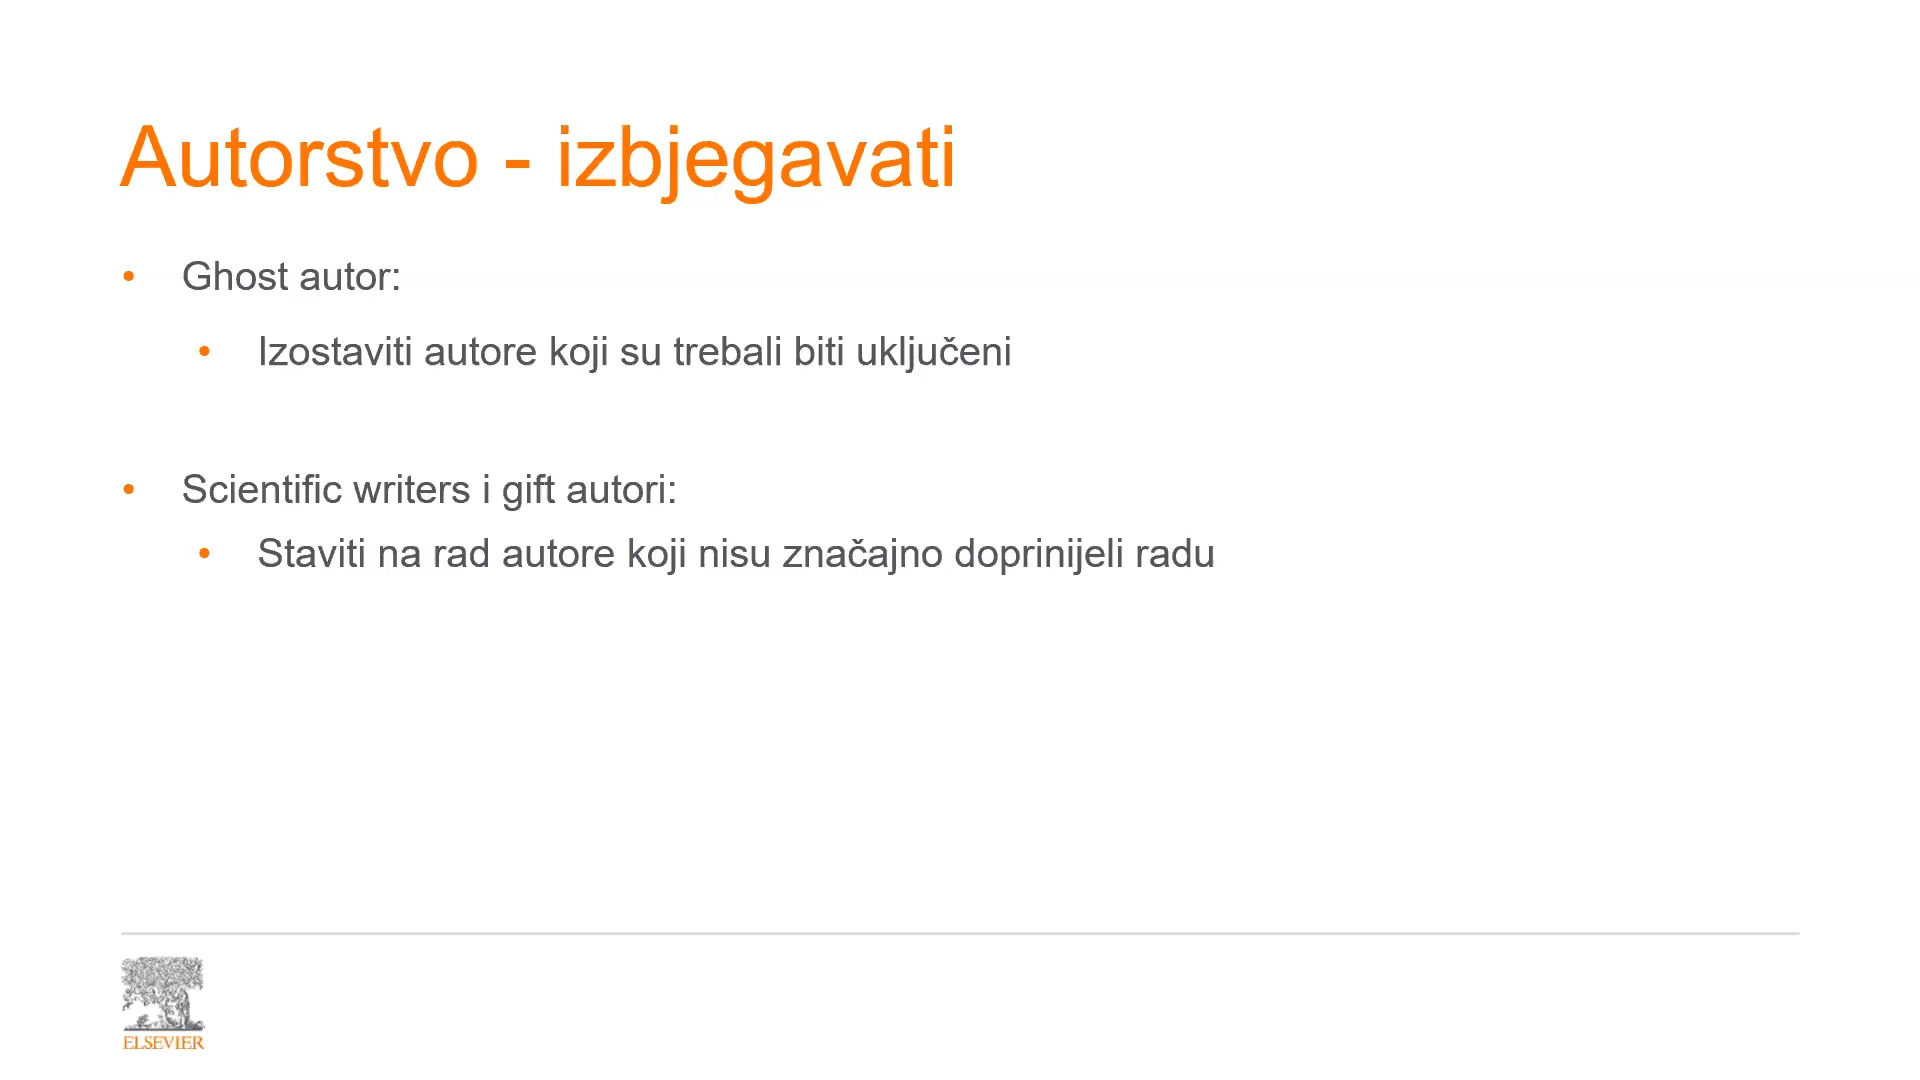 Autorstvo - izbjegavati
• Ghost autor:
• Izostaviti autore koji su trebali biti uključeni
• Scientific writers i gift autori:
• Staviti na rad autore koji nisu značajno doprinijeli radu
ELSEVIER